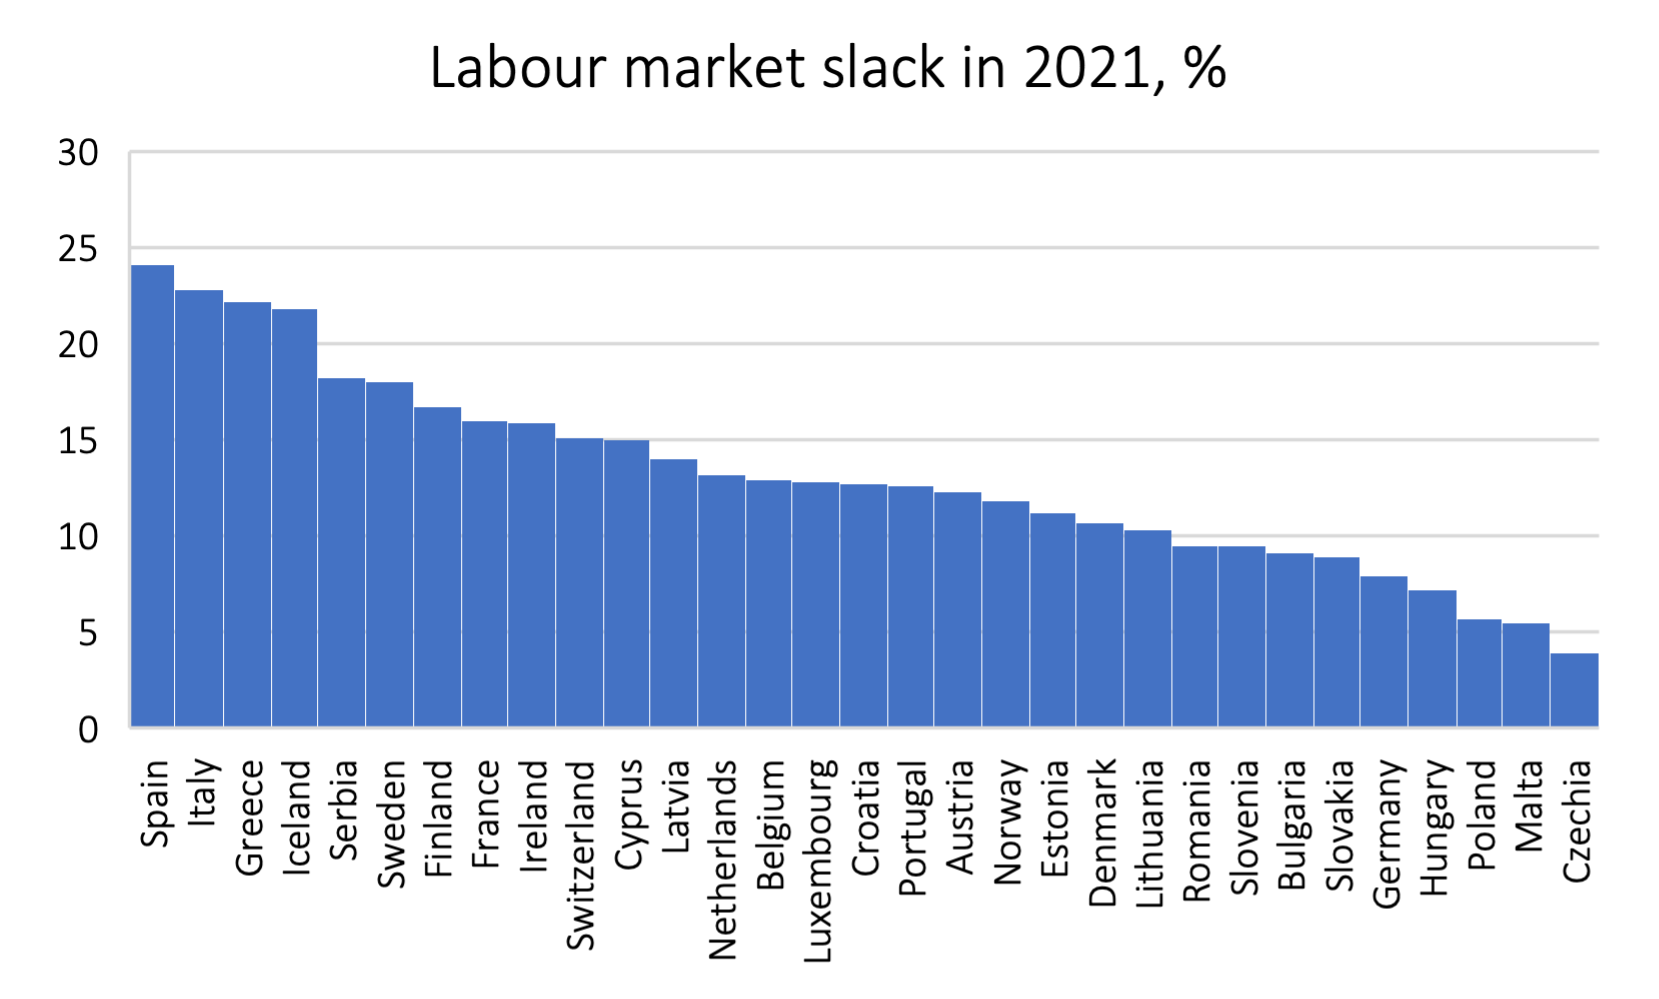 Labour market slack in 2021, %
30
25
20
15
10
5
0
Spain
Italy
Greece
Iceland
Serbia
Sweden
Finland
France
Ireland
Switzerland
Cyprus
Latvia
Netherlands
Belgium
Luxembourg
Croatia
Portugal
Austria
Norway
Estonia
Denmark
Lithuania
Romania
Slovenia
Bulgaria
Slovakia
Germany
Hungary
Poland
Malta
Czechia